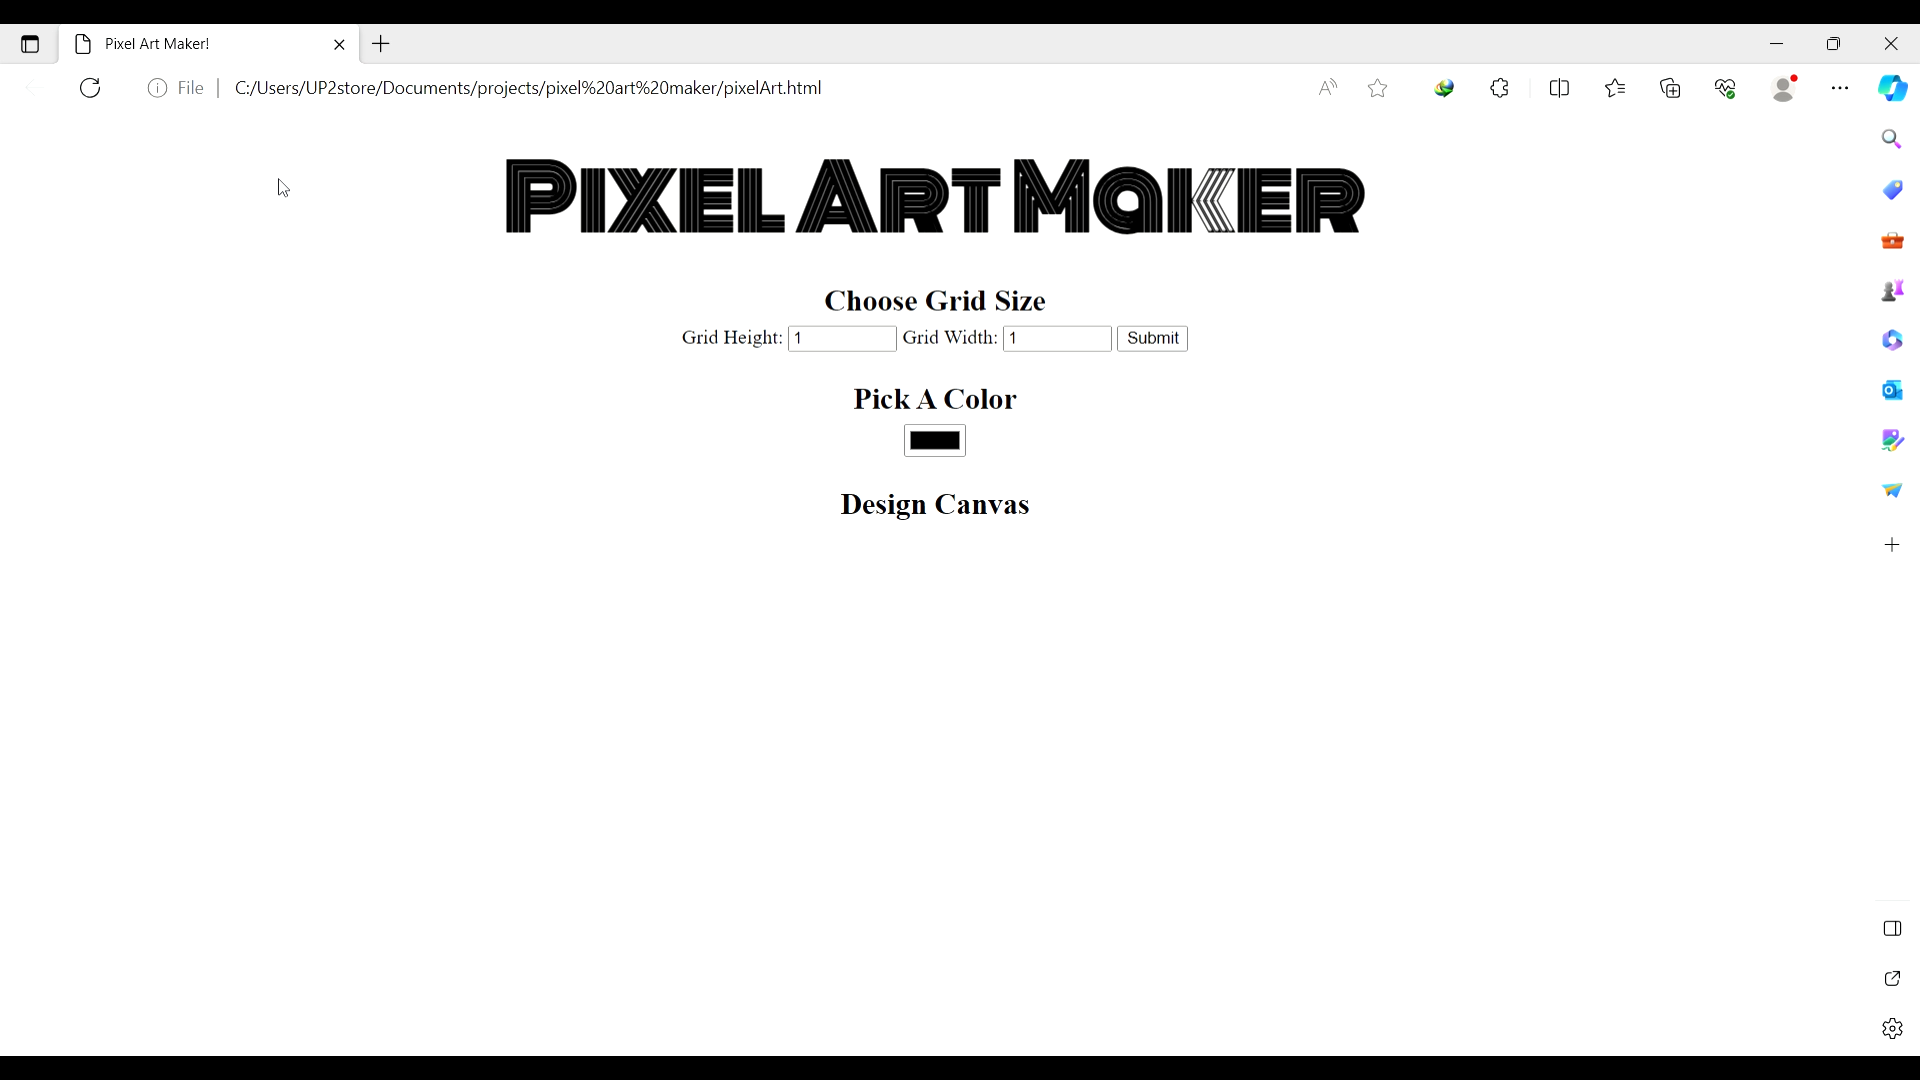 Pixel Art Maker!
File C:/Users/UP2store/Documents/projects/pixel%20art%20maker/pixelArt.html
Pixel Art Maker
Choose Grid Size
Grid Height: 1 Grid Width: 1 Submit
Pick A Color
Design Canvas